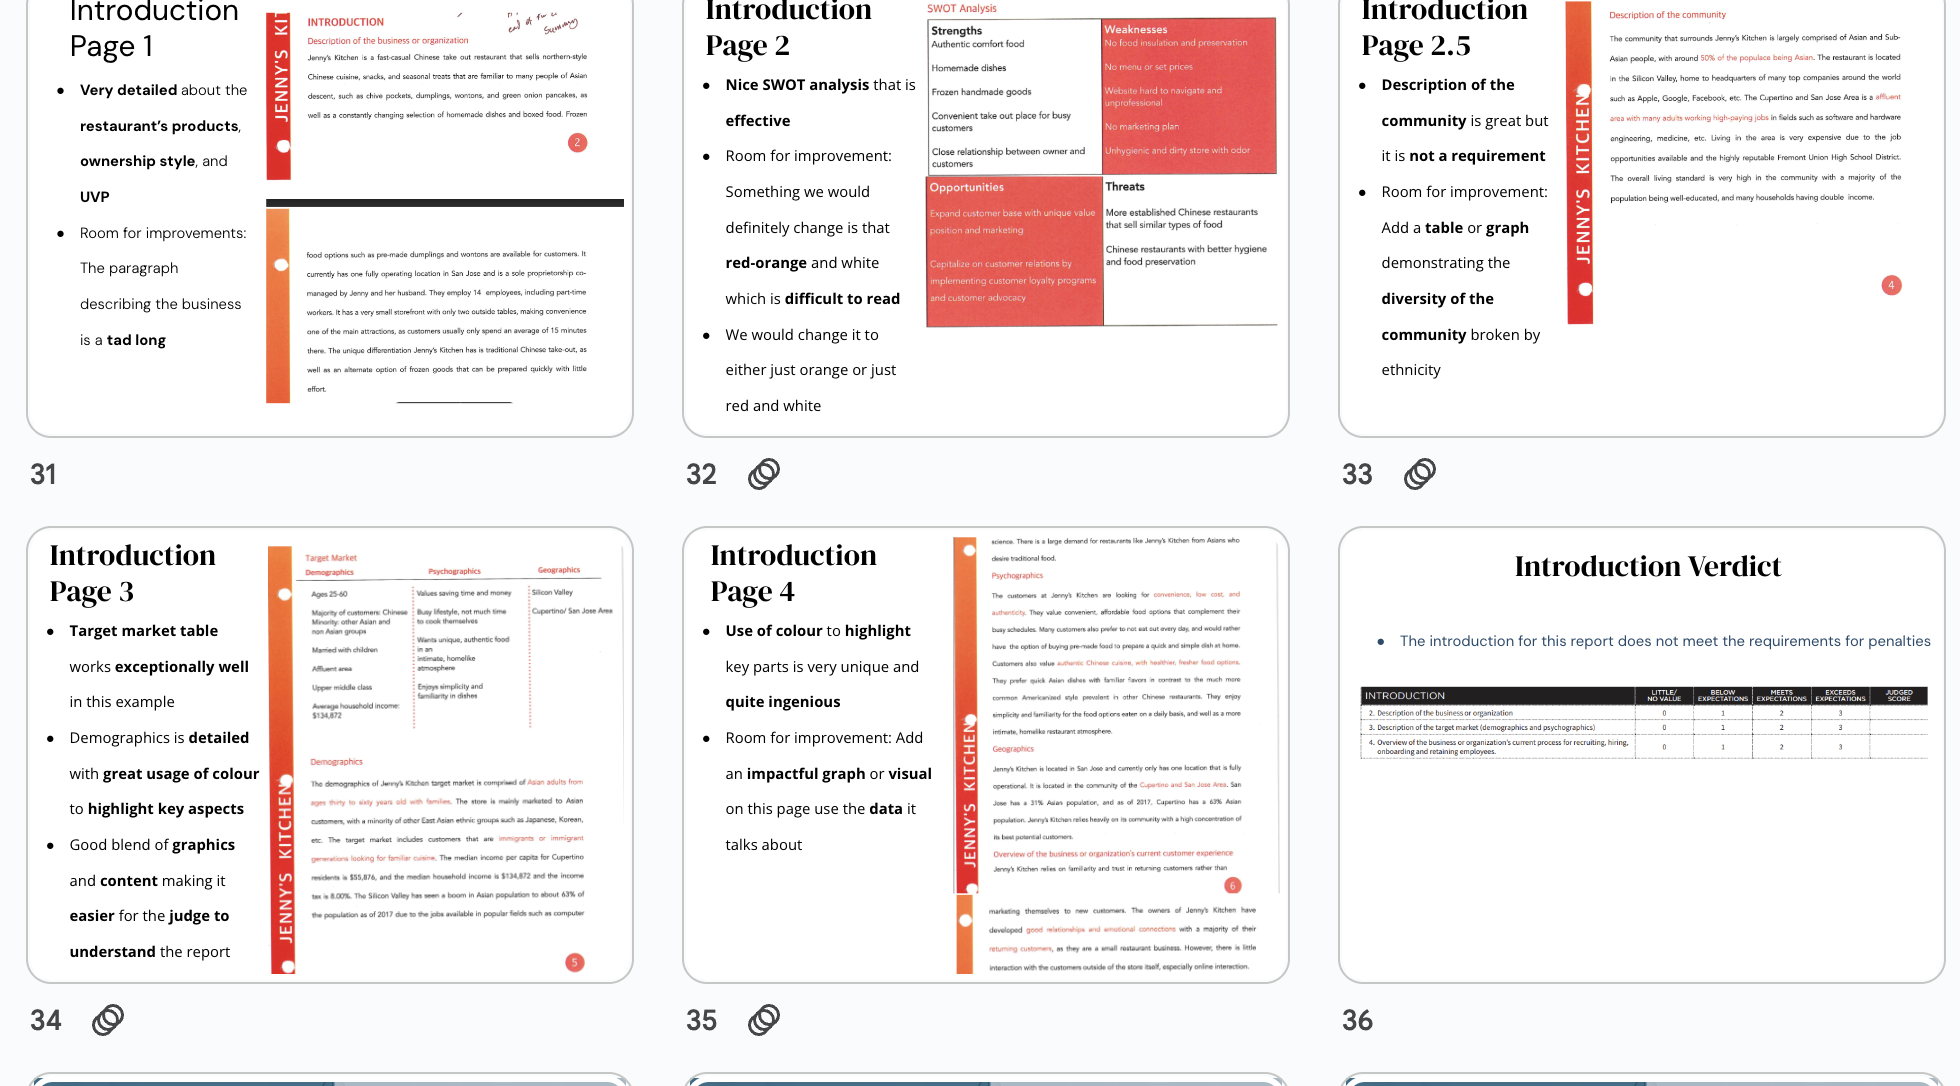 Introduction
Page 1
● Very detailed about the
restaurant's products,
ownership style, and
UVP
● Room for improvements:
The paragraph
describing the business
is a tad long
JENNY'S KIT
INTRODUCTION
end of
summary
Description of the business or organization
Jenny's Kitchen is a fast-casual Chinese take out restaurant that sells northern-style
Chinese cuisine, snacks, and seasonal treats that are familiar to many people of Asian
descent, such as chive pockets, dumplings, wontons, and green onion pancakes, as
well as a constantly changing selection of homemade dishes and boxed food. Frozen
2
food options such as pre-made dumplings and wontons are available for customers. It
currently has one fully operating location in San Jose and is a sole proprietorship co-
managed by Jenny and her husband. They employ 14 employees, including part-time
workers. It has a very small storefront with only two outside tables, making convenience
one of the main attractions, as customers usually only spend an average of 15 minutes
there. The unique differentiation Jenny's Kitchen has is traditional Chinese take-out, as
well as an alternate option of frozen goods that can be prepared quickly with little
effort.
31
Introduction
Page 2
● Nice SWOT analysis that is
effective
● Room for improvement:
Something we would
definitely change is that
red-orange and white
which is difficult to read
● We would change it to
either just orange or just
red and white
SWOT Analysis
Strengths
Authentic comfort food
Homemade dishes
Frozen handmade goods
Convenient take out place for busy
customers
Close relationship between owner and
customers
Weaknesses
No food insulation and preservation
No menu or set prices
Website hard to navigate and
unprofessional
No marketing plan
Unhygienic and dirty store with odor
Opportunities
Expand customer base with unique value
position and marketing
Capitalize on customer relations by
implementing customer loyalty programs
and customer advocacy
Threats
More established Chinese restaurants
that sell similar types of food
Chinese restaurants with better hygiene
and food preservation
32
Introduction
Page 2.5
● Description of the
community is great but
it is not a requirement
● Room for improvement:
Add a table or graph
demonstrating the
diversity of the
community broken by
ethnicity
JENNY'S KITCHEN
Description of the community
The community that surrounds Jenny's Kitchen is largely comprised of Asian and Sub-
Asian people, with around 50% of the populace being Asian. The restaurant is located
in the Silicon Valley, home to headquarters of many top companies around the world
such as Apple, Google, Facebook, etc. The Cupertino and San Jose Area is a affluent
area with many adults working high-paying jobs in fields such as software and hardware
engineering, medicine, etc. Living in the area is very expensive due to the job
opportunities available and the highly reputable Fremont Union High School District.
The overall living standard is very high in the community with a majority of the
population being well-educated, and many households having double income.
4
33
Introduction
Page 3
● Target market table
works exceptionally well
in this example
● Demographics is detailed
with great usage of colour
to highlight key aspects
● Good blend of graphics
and content making it
easier for the judge to
understand the report
JENNY'S KITCHEN
Target Market
Demographics
Ages 25-60
Majority of customers: Chinese
Minority: other Asian and
non Asian groups
Married with children
Affluent area
Upper middle class
Average household income:
$134,872
Psychographics
Values saving time and money
Busy lifestyle, not much time
to cook themselves
Wants unique, authentic food
in an
intimate, homelike
atmosphere
Enjoys simplicity and
familiarity in dishes
Geographics
Silicon Valley
Cupertino/ San Jose Area
Demographics
The demographics of Jenny's Kitchen target market is comprised of Asian adults from
ages thirty to sixty years old with families. The store is mainly marketed to Asian
customers, with a minority of other East Asian ethnic groups such as Japanese, Korean,
etc. The target market includes customers that are immigrants or immigrant
generations looking for familiar cuisine. The median income per capita for Cupertino
residents is $55,876, and the median household income is $134,872 and the income
tax is 8.00%. The Silicon Valley has seen a boom in Asian population to about 63% of
the population as of 2017 due to the jobs available in popular fields such as computer
5
34
Introduction
Page 4
● Use of colour to highlight
key parts is very unique and
quite ingenious
● Room for improvement: Add
an impactful graph or visual
on this page use the data it
talks about
JENNY'S KITCHEN
science. There is a large demand for restaurants like Jenny's Kitchen from Asians who
desire traditional food.
Psychographics
The customers at Jenny's Kitchen are looking for convenience, low cost, and
authenticity. They value convenient, affordable food options that complement their
busy schedules. Many customers also prefer to not eat out every day, and would rather
have the option of buying pre-made food to prepare a quick and simple dish at home.
Customers also value authentic Chinese cuisine, with healthier, fresher food options.
They prefer quick Asian dishes with familiar flavors in contrast to the much more
common Americanized style prevalent in other Chinese restaurants. They enjoy
simplicity and familiarity for the food options eaten on a daily basis, and well as a more
intimate, homelike restaurant atmosphere.
Geographics
Jenny's Kitchen is located in San Jose and currently only has one location that is fully
operational. It is located in the community of the Cupertino and San Jose Area. San
Jose has a 31% Asian population, and as of 2017, Cupertino has a 63% Asian
population. Jenny's Kitchen relies heavily on its community with a high concentration of
its best potential customers.
Overview of the business or organization's current customer experience
Jenny's Kitchen relies on familiarity and trust in returning customers rather than
6
marketing themselves to new customers. The owners of Jenny's Kitchen have
developed good relationships and emotional connections with a majority of their
returning customers, as they are a small restaurant business. However, there is little
interaction with the customers outside of the store itself, especially online interaction.
35
Introduction Verdict
● The introduction for this report does not meet the requirements for penalties
INTRODUCTION LITTLE/ NO VALUE BELOW EXPECTATIONS MEETS EXPECTATIONS EXCEEDS EXPECTATIONS JUDGED SCORE
2. Description of the business or organization 0 1 2 3
3. Description of the target market (demographics and psychographics) 0 1 2 3
4. Overview of the business or organization's current process for recruiting, hiring,
onboarding and retaining employees. 0 1 2 3
36